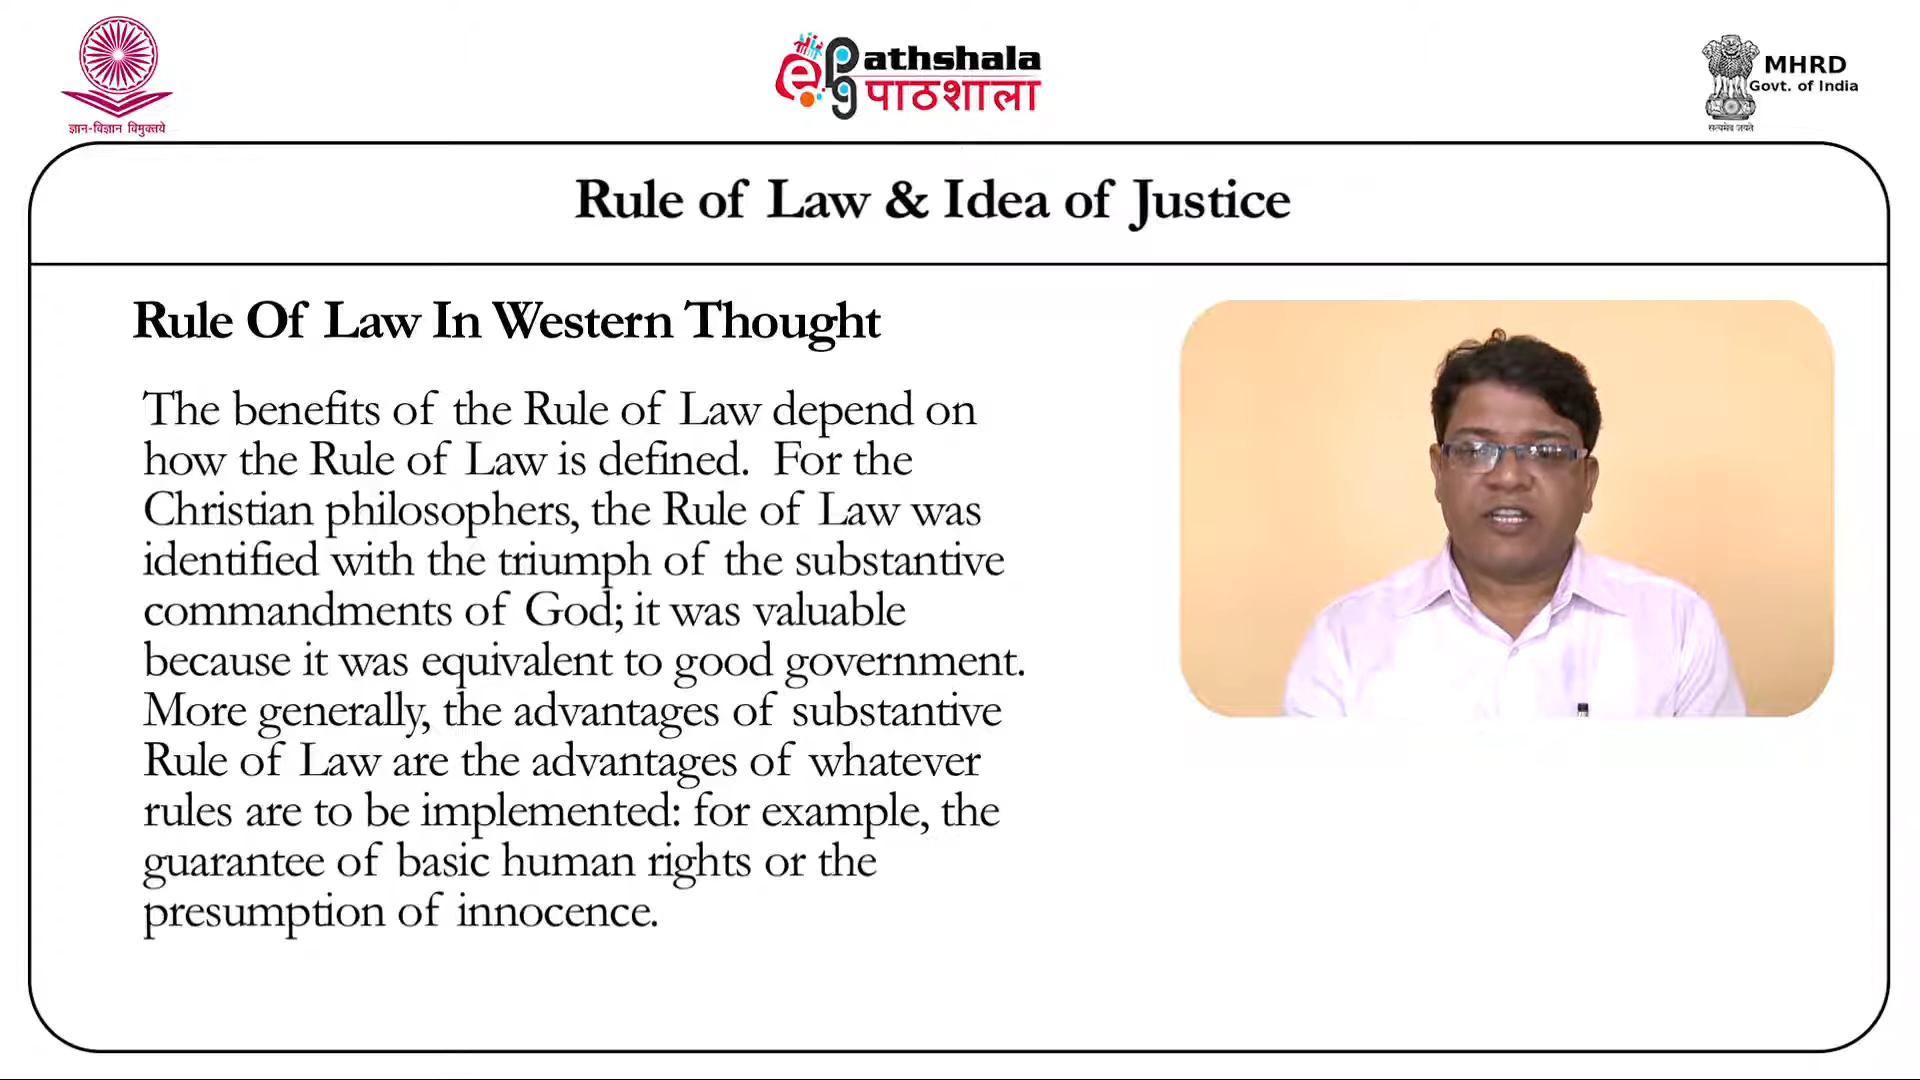 ज्ञान-विज्ञान विमुक्तये
ePathshala
पाठशाला
MHRD
Govt. of India
सत्यमेव जयते
Rule of Law & Idea of Justice
Rule Of Law In Western Thought
The benefits of the Rule of Law depend on
how the Rule of Law is defined. For the
Christian philosophers, the Rule of Law was
identified with the triumph of the substantive
commandments of God; it was valuable
because it was equivalent to good government.
More generally, the advantages of substantive
Rule of Law are the advantages of whatever
rules are to be implemented: for example, the
guarantee of basic human rights or the
presumption of innocence.